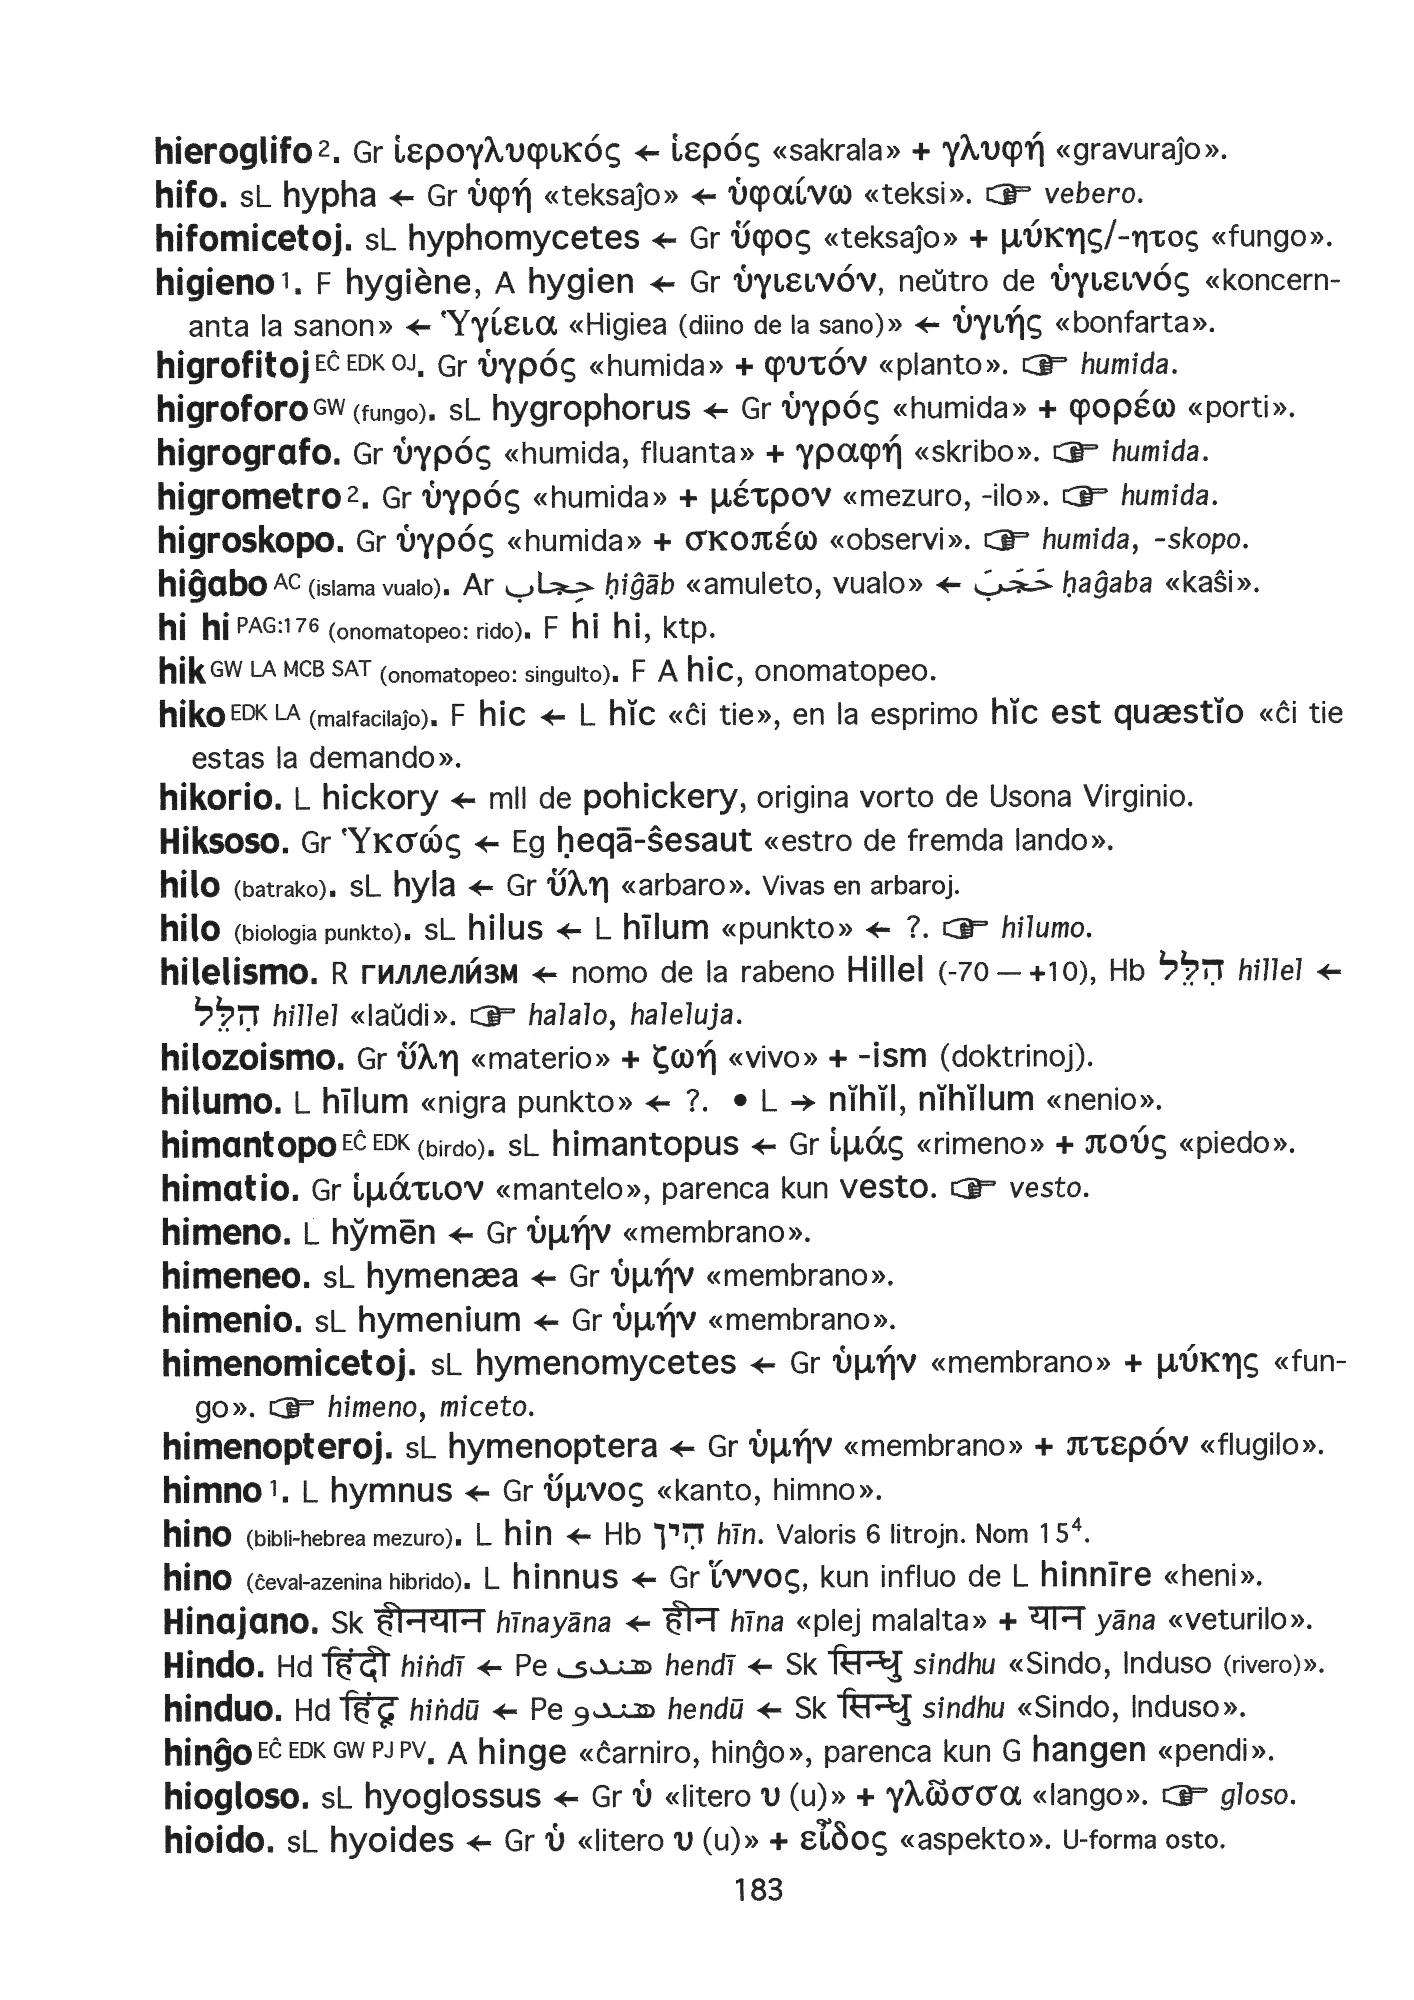 hieroglifo 2. Gr ἱερογλυφικός ← ἱερός «sakrala» + γλυφή «gravuraĵo».
hifo. sL hypha ← Gr ὑφή «teksaĵo» ← ὑφαίνω «teksi». ☞ vebero.
hifomicetoj. sL hyphomycetes ← Gr ὕφος «teksaĵo» + μύκης/-ητος «fungo».
higieno 1. F hygiène, A hygien ← Gr ὑγιεινόν, neŭtro de ὑγιεινός «koncern-
anta la sanon» ← Ὑγίεια «Higiea (diino de la sano)» ← ὑγιής «bonfarta».
higrofitoj EĈ EDK OJ. Gr ὑγρός «humida» + φυτόν «planto». ☞ humida.
higroforo GW (fungo). sL hygrophorus ← Gr ὑγρός «humida» + φορέω «porti».
higrografo. Gr ὑγρός «humida, fluanta» + γραφή «skribo». ☞ humida.
higrometro 2. Gr ὑγρός «humida» + μέτρον «mezuro, -ilo». ☞ humida.
higroskopo. Gr ὑγρός «humida» + σκοπέω «observi». ☞ humida, -skopo.
hiĝabo AC (islama vualo). Ar حِجاب ḥiĝāb «amuleto, vualo» ← حَجَبَ ḥaĝaba «kaŝi».
hi hi PAG:176 (onomatopeo: rido). F hi hi, ktp.
hik GW LA MCB SAT (onomatopeo: singulto). F A hic, onomatopeo.
hiko EDK LA (malfacilaĵo). F hic ← L hĭc «ĉi tie», en la esprimo hĭc est quæstĭo «ĉi tie
estas la demando».
hikorio. L hickory ← mll de pohickery, origina vorto de Usona Virginio.
Hiksoso. Gr Ὑκσώς ← Eg ḥeqā-ŝesaut «estro de fremda lando».
hilo (batrako). sL hyla ← Gr ὕλη «arbaro». Vivas en arbaroj.
hilo (biologia punkto). sL hilus ← L hīlum «punkto» ← ?. ☞ hilumo.
hilelismo. R гиллели́зм ← nomo de la rabeno Hillel (-70 — +10), Hb הִלֵּל hillel ←
הִלֵּל hillel «laŭdi». ☞ halalo, haleluja.
hilozoismo. Gr ὕλη «materio» + ζωή «vivo» + -ism (doktrinoj).
hilumo. L hīlum «nigra punkto» ← ?. • L → nĭhĭl, nĭhĭlum «nenio».
himantopo EĈ EDK (birdo). sL himantopus ← Gr ἱμάς «rimeno» + πούς «piedo».
himatio. Gr ἱμάτιον «mantelo», parenca kun vesto. ☞ vesto.
himeno. L hy̆mēn ← Gr ὑμήν «membrano».
himeneo. sL hymenæa ← Gr ὑμήν «membrano».
himenio. sL hymenium ← Gr ὑμήν «membrano».
himenomicetoj. sL hymenomycetes ← Gr ὑμήν «membrano» + μύκης «fun-
go». ☞ himeno, miceto.
himenopteroj. sL hymenoptera ← Gr ὑμήν «membrano» + πτερόν «flugilo».
himno 1. L hymnus ← Gr ὕμνος «kanto, himno».
hino (bibli-hebrea mezuro). L hin ← Hb הִין hīn. Valoris 6 litrojn. Nom 15⁴.
hino (ĉeval-azenina hibrido). L hinnus ← Gr ἵννος, kun influo de L hinnīre «heni».
Hinajano. Sk हीनयान hīnayāna ← हीन hīna «plej malalta» + यान yāna «veturilo».
Hindo. Hd हिंदी hiṅdī ← Pe هندی hendī ← Sk सिन्धु sindhu «Sindo, Induso (rivero)».
hinduo. Hd हिंदू hiṅdū ← Pe هندو hendū ← Sk सिन्धु sindhu «Sindo, Induso».
hinĝo EĈ EDK GW PJ PV. A hinge «ĉarniro, hinĝo», parenca kun G hangen «pendi».
hiogloso. sL hyoglossus ← Gr ὑ «litero υ (u)» + γλῶσσα «lango». ☞ gloso.
hioido. sL hyoides ← Gr ὑ «litero υ (u)» + εἶδος «aspekto». U-forma osto.
183